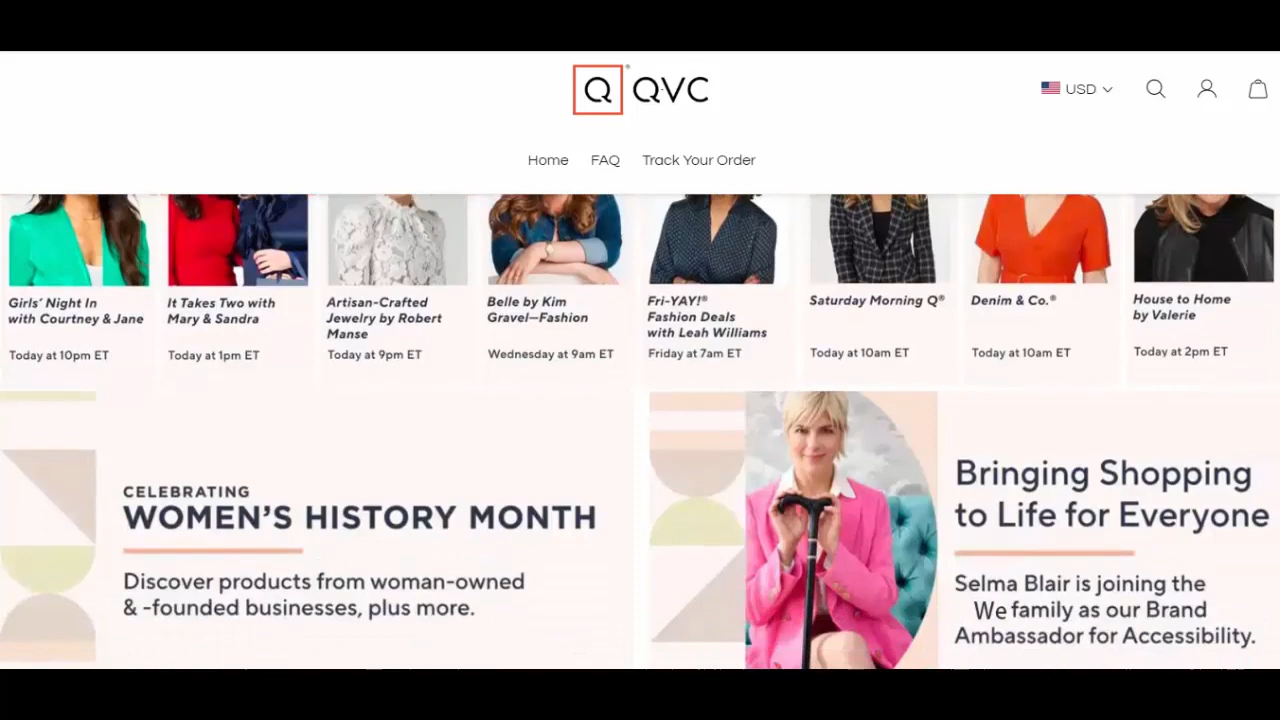 Q® QVC
USD
Home FAQ Track Your Order
Girls' Night In
with Courtney & Jane
Today at 10pm ET
It Takes Two with
Mary & Sandra
Today at 1pm ET
Artisan-Crafted
Jewelry by Robert
Manse
Today at 9pm ET
Belle by Kim
Gravel—Fashion
Wednesday at 9am ET
Fri-YAY!®
Fashion Deals
with Leah Williams
Friday at 7am ET
Saturday Morning Q®
Today at 10am ET
Denim & Co.®
Today at 10am ET
House to Home
by Valerie
Today at 2pm ET
CELEBRATING
WOMEN'S HISTORY MONTH
Discover products from woman-owned
& -founded businesses, plus more.
Bringing Shopping
to Life for Everyone
Selma Blair is joining the
We family as our Brand
Ambassador for Accessibility.